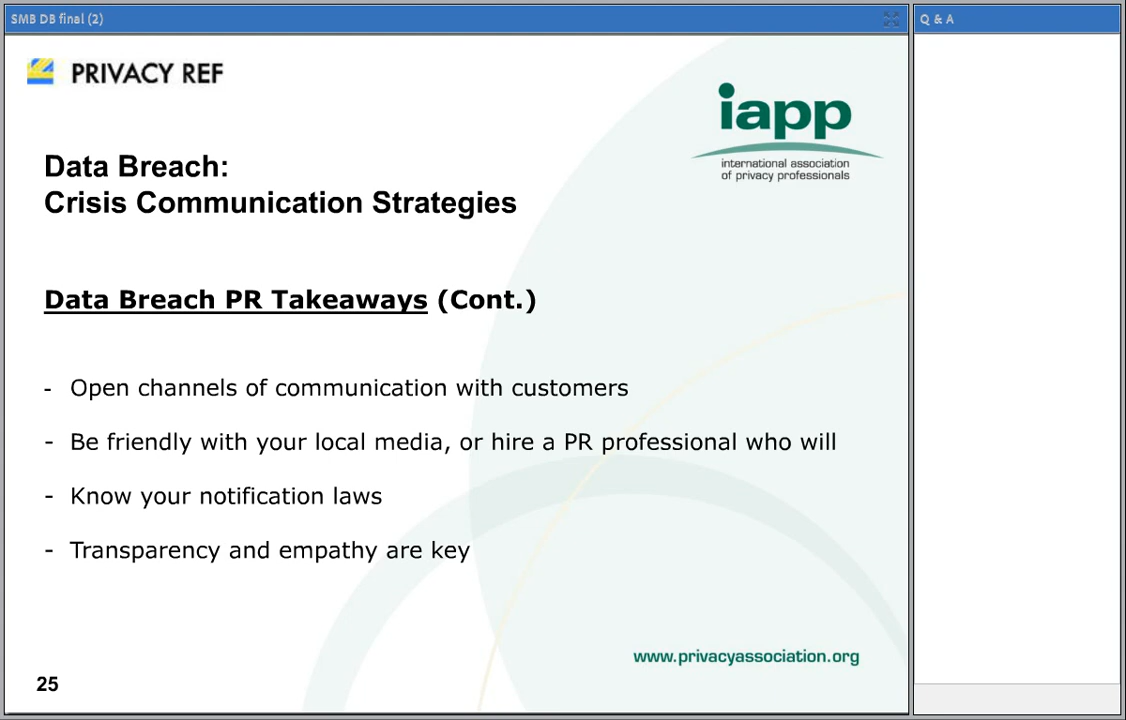 SMB DB final (2)
Q & A
PRIVACY REF
iapp
international association
of privacy professionals
Data Breach:
Crisis Communication Strategies
Data Breach PR Takeaways (Cont.)
- Open channels of communication with customers
- Be friendly with your local media, or hire a PR professional who will
- Know your notification laws
- Transparency and empathy are key
www.privacyassociation.org
25